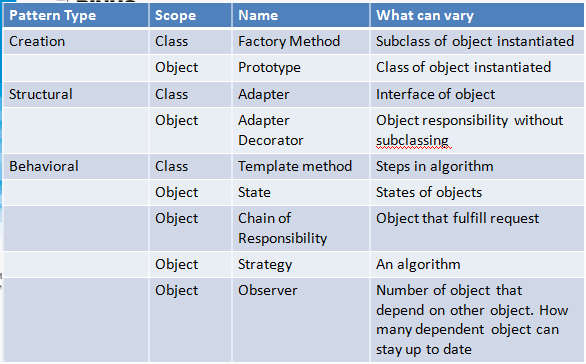 Pattern Type Scope Name What can vary
Creation Class Factory Method Subclass of object instantiated
Object Prototype Class of object instantiated
Structural Class Adapter Interface of object
Object Adapter Object responsibility without
Decorator subclassing
Behavioral Class Template method Steps in algorithm
Object State States of objects
Object Chain of Object that fulfill request
Responsibility
Object Strategy An algorithm
Object Observer Number of object that
depend on other object. How
many dependent object can
stay up to date